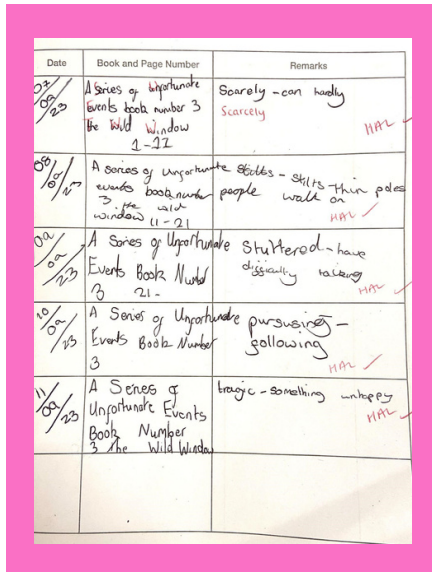 Date Book and Page Number Remarks
07/09/23 A Series of Unfortunate Scarely - can hardly
Events book number 3 Scarcely
The Wild Window HAL
1-11
08/09/23 A series of Unfortunate Stilts - Stilts thin poles
events book number people walk on
3 the wild HAL
window 11-21
09/09/23 A Series of Unfortunate Stuttered - have
Events Book Number difficulty talking
3 21- HAL
10/09/23 A Series of Unfortunate pursusing -
Events Book Number following
3 HAL
11/09/23 A Series of tragic - something unhappy
Unfortunate Events HAL
Book Number
3 The Wild Window